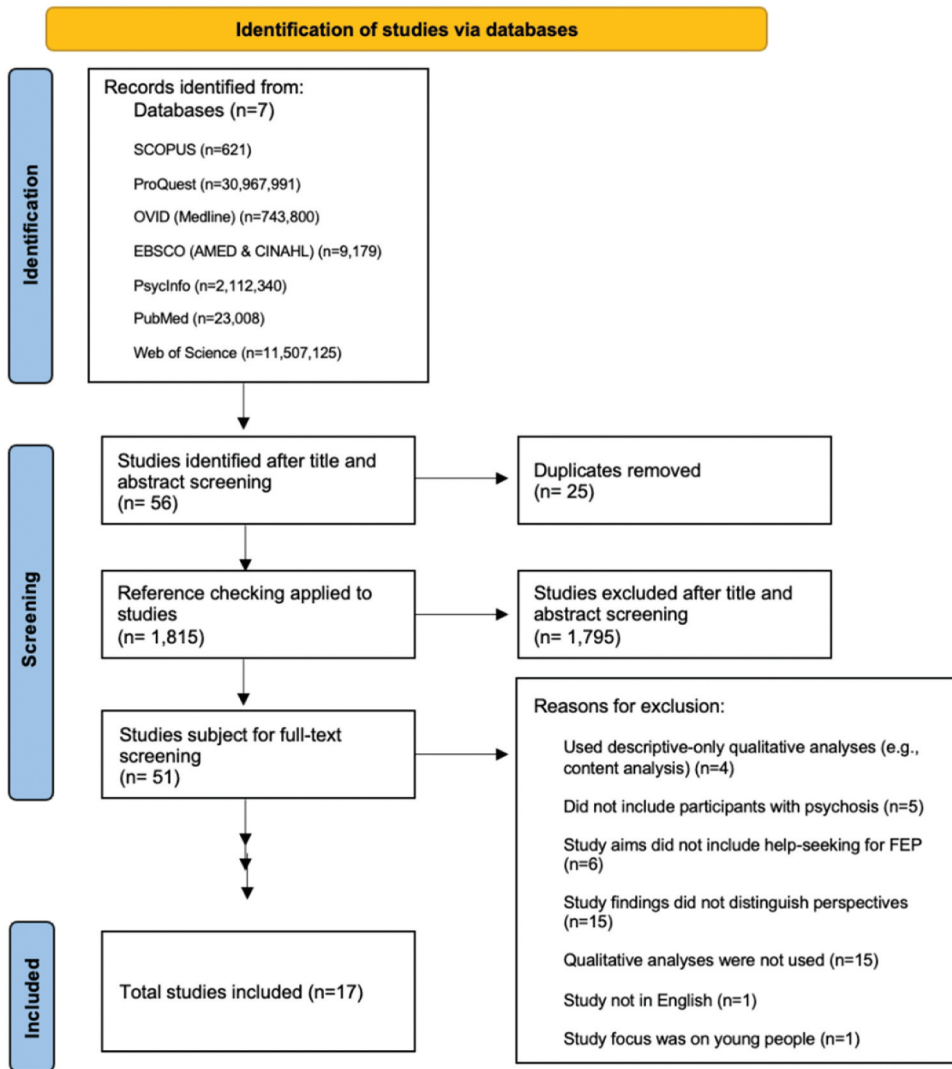 Identification of studies via databases
Identification
Records identified from:
Databases (n=7)
SCOPUS (n=621)
ProQuest (n=30,967,991)
OVID (Medline) (n=743,800)
EBSCO (AMED & CINAHL) (n=9,179)
PsycInfo (n=2,112,340)
PubMed (n=23,008)
Web of Science (n=11,507,125)
Screening
Studies identified after title and
abstract screening
(n= 56)
Duplicates removed
(n= 25)
Reference checking applied to
studies
(n= 1,815)
Studies excluded after title and
abstract screening
(n= 1,795)
Studies subject for full-text
screening
(n= 51)
Reasons for exclusion:
Used descriptive-only qualitative analyses (e.g.,
content analysis) (n=4)
Did not include participants with psychosis (n=5)
Study aims did not include help-seeking for FEP
(n=6)
Study findings did not distinguish perspectives
(n=15)
Qualitative analyses were not used (n=15)
Study not in English (n=1)
Study focus was on young people (n=1)
Included
Total studies included (n=17)